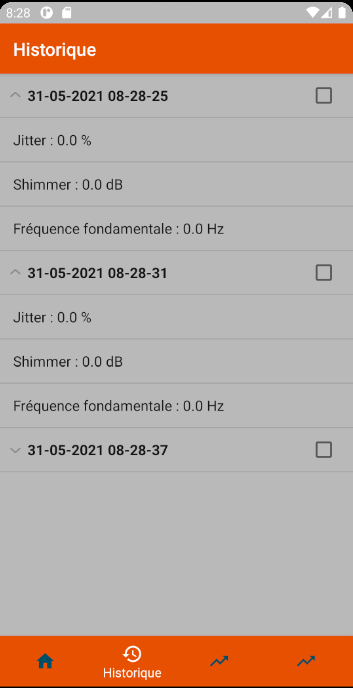 8:28
Historique
31-05-2021 08-28-25
Jitter : 0.0 %
Shimmer : 0.0 dB
Fréquence fondamentale : 0.0 Hz
31-05-2021 08-28-31
Jitter : 0.0 %
Shimmer : 0.0 dB
Fréquence fondamentale : 0.0 Hz
31-05-2021 08-28-37
Historique